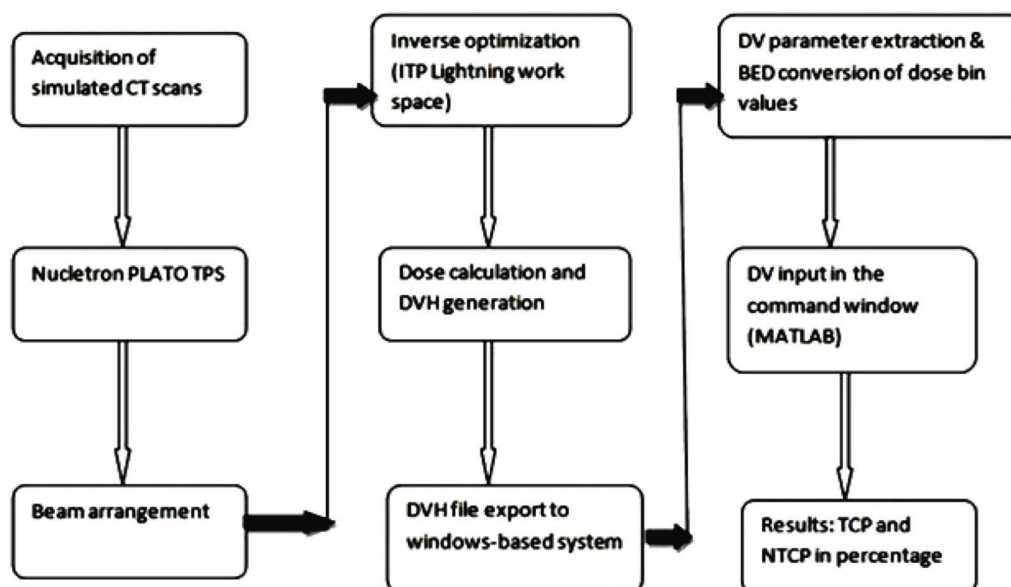 Acquisition of
simulated CT scans
Nucletron PLATO TPS
Beam arrangement
Inverse optimization
(ITP Lightning work
space)
Dose calculation and
DVH generation
DVH file export to
windows-based system
DV parameter extraction &
BED conversion of dose bin
values
DV input in the
command window
(MATLAB)
Results: TCP and
NTCP in percentage